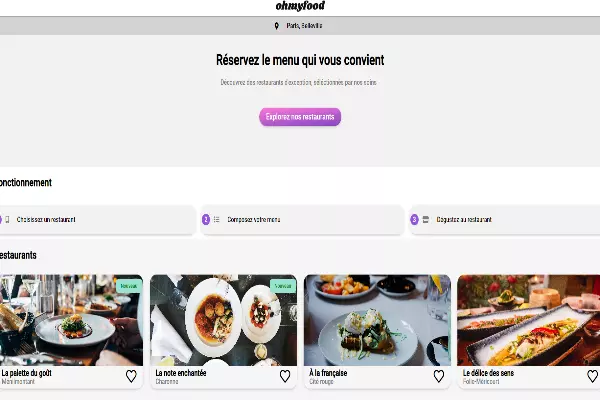 ohmyfood
Paris, Belleville
Réservez le menu qui vous convient
Découvrez des restaurants d'exception, séléctionnés par nos soins
Explorez nos restaurants
onctionnement
Choisissez un restaurant
2 Composez votre menu
3 Dégustez au restaurant
estaurants
Nouveau
Nouveau
La palette du goût
Ménilmontant
La note enchantée
Charonne
À la française
Cité rouge
Le délice des sens
Folie-Méricourt